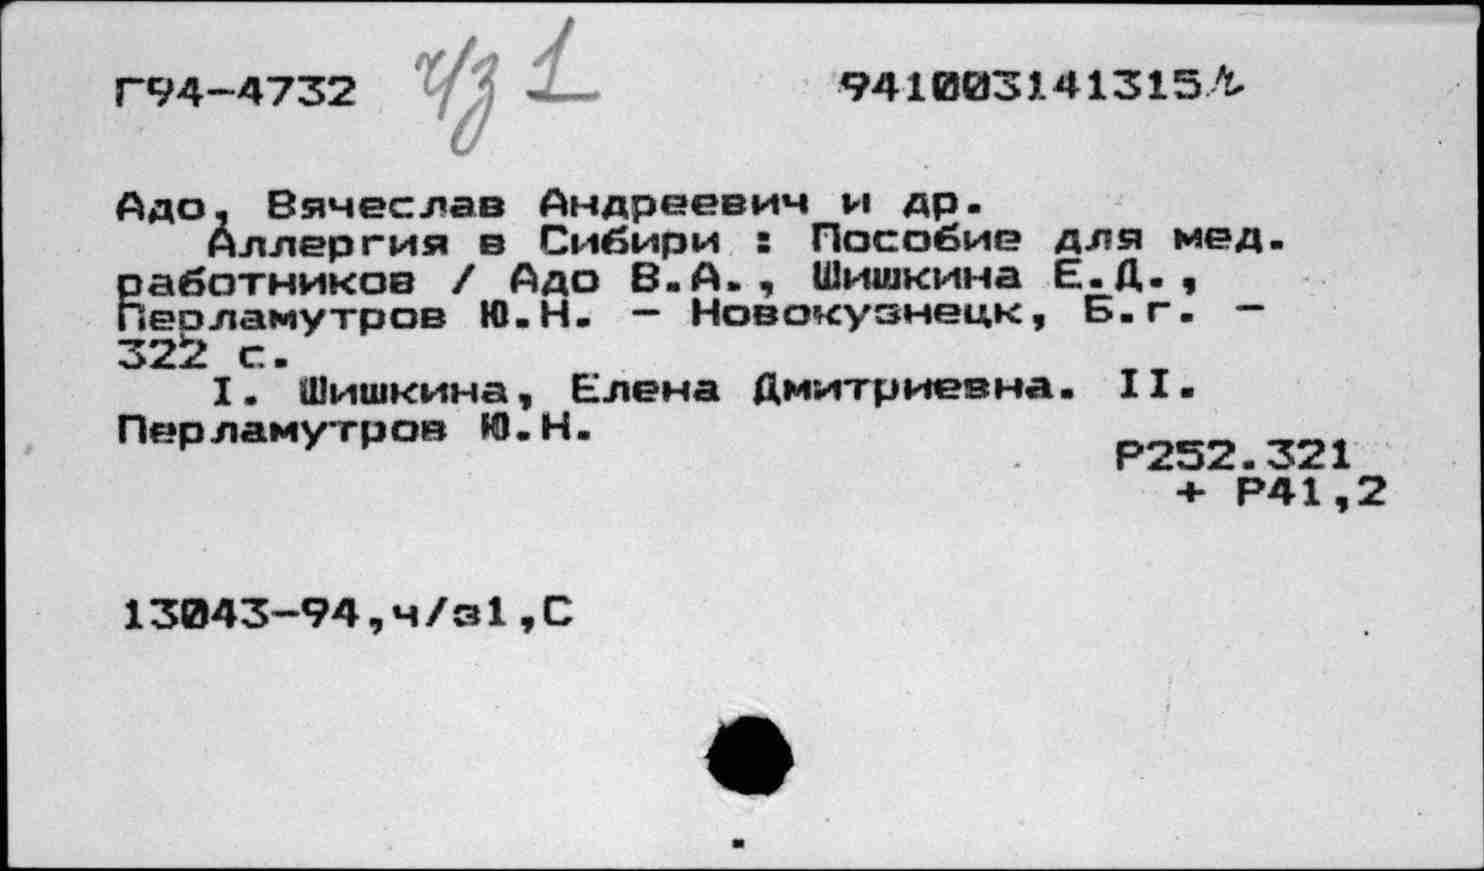 Г94-4732 ч/з 1 941003141315
Адо, Вячеслав Андреевич и др.
Аллергия в Сибири : Пособие для мед.
работников / Адо В.А., Шишкина Е.Д.,
Перламутров Ю.Н. - Новокузнецк, Б.г. -
322 с.
I. Шишкина, Елена Дмитриевна. II.
Перламутров Ю.Н.
Р252.321
+ Р41,2
13043-94,ч/з1,С